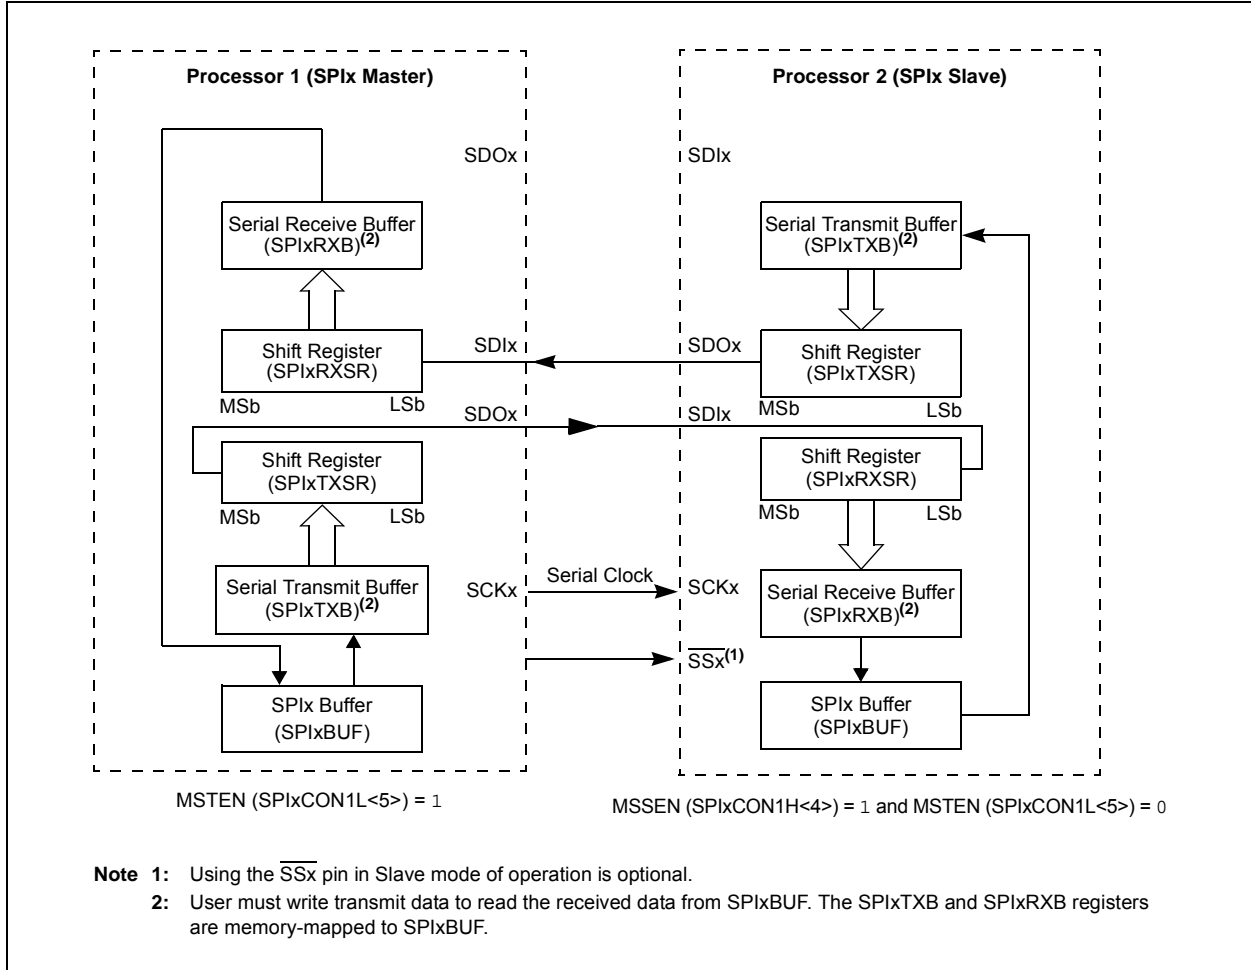 Processor 1 (SPIx Master)
Processor 2 (SPIx Slave)
SDOx
SDIx
Serial Receive Buffer
(SPIxRXB)(2)
Serial Transmit Buffer
(SPIxTXB)(2)
Shift Register
(SPIxRXSR)
SDIx
SDOx
Shift Register
(SPIxTXSR)
MSb
LSb
MSb
LSb
SDOx
SDIx
Shift Register
(SPIxTXSR)
Shift Register
(SPIxRXSR)
MSb
LSb
MSb
LSb
Serial Transmit Buffer
(SPIxTXB)(2)
SCKx
Serial Clock
SCKx
Serial Receive Buffer
(SPIxRXB)(2)
SSx(1)
SPIx Buffer
(SPIxBUF)
SPIx Buffer
(SPIxBUF)
MSTEN (SPIxCON1L<5>) = 1
MSSEN (SPIxCON1H<4>) = 1 and MSTEN (SPIxCON1L<5>) = 0
Note 1: Using the SSx pin in Slave mode of operation is optional.
2: User must write transmit data to read the received data from SPIxBUF. The SPIxTXB and SPIxRXB registers
are memory-mapped to SPIxBUF.